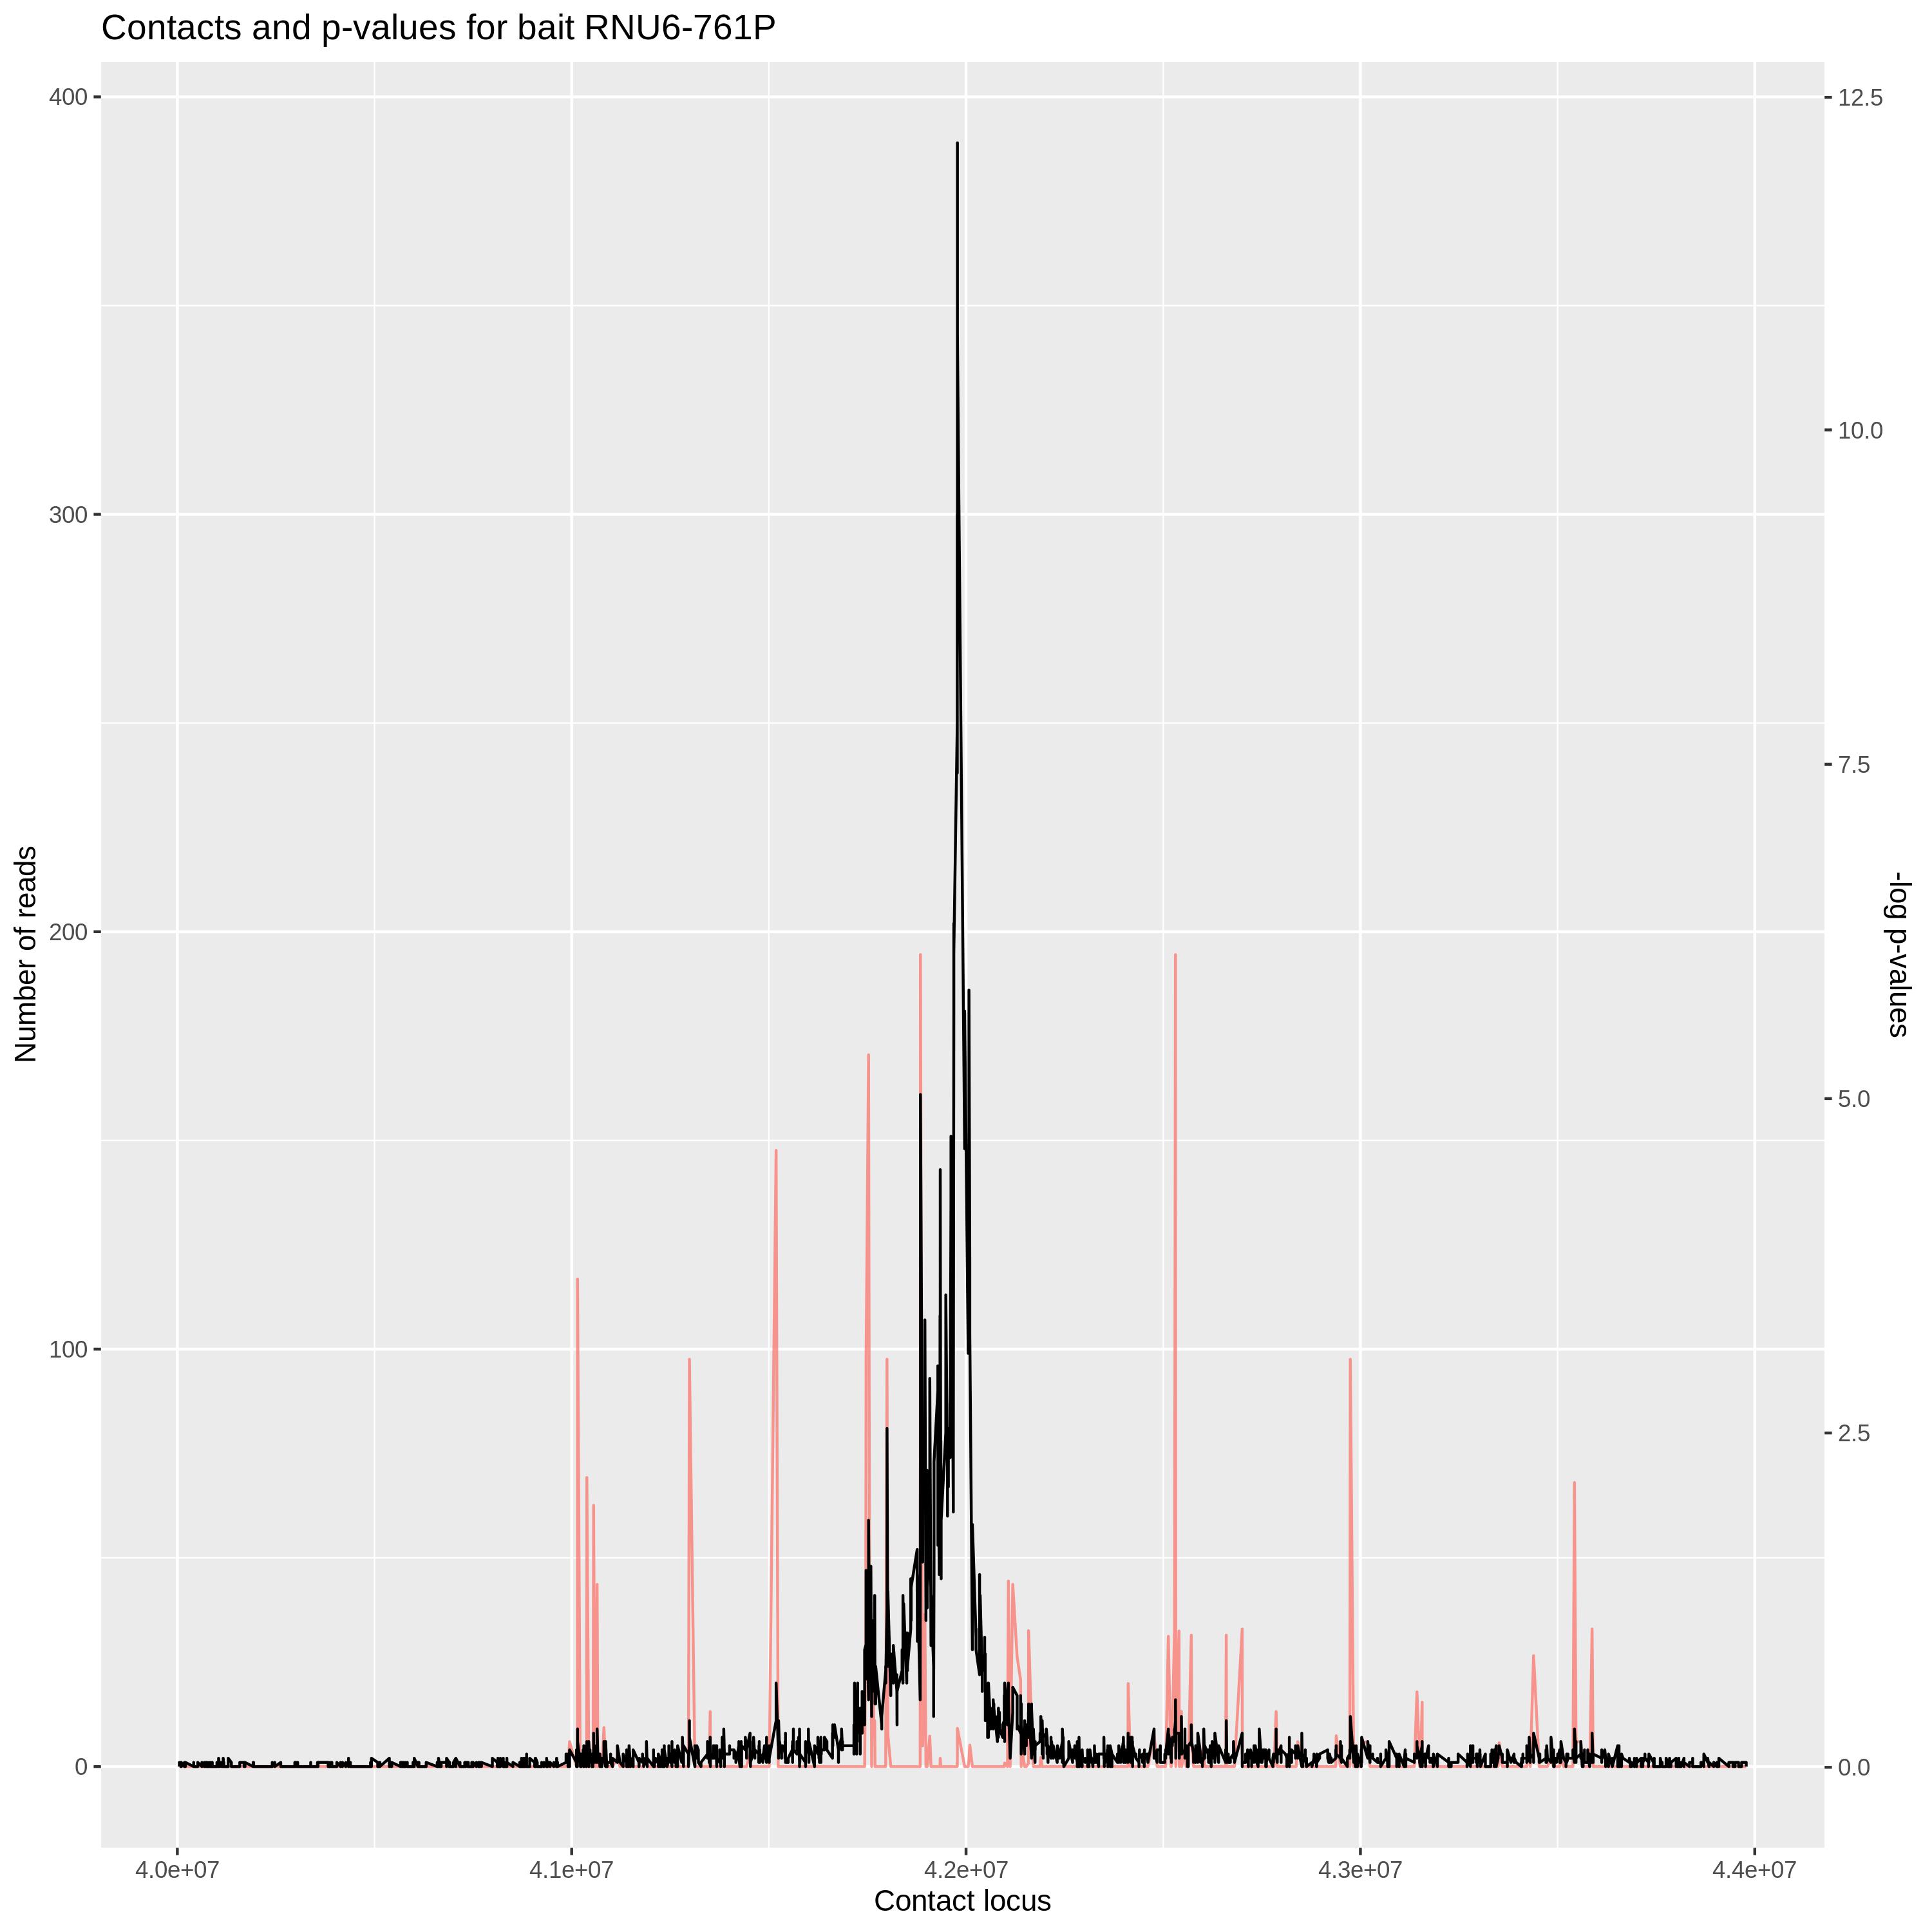 Contacts and p-values for bait RNU6-761P
400
300
200
100
0
Number of reads
12.5
10.0
7.5
5.0
2.5
0.0
-log p-values
4.0e+07
4.1e+07
4.2e+07
4.3e+07
4.4e+07
Contact locus